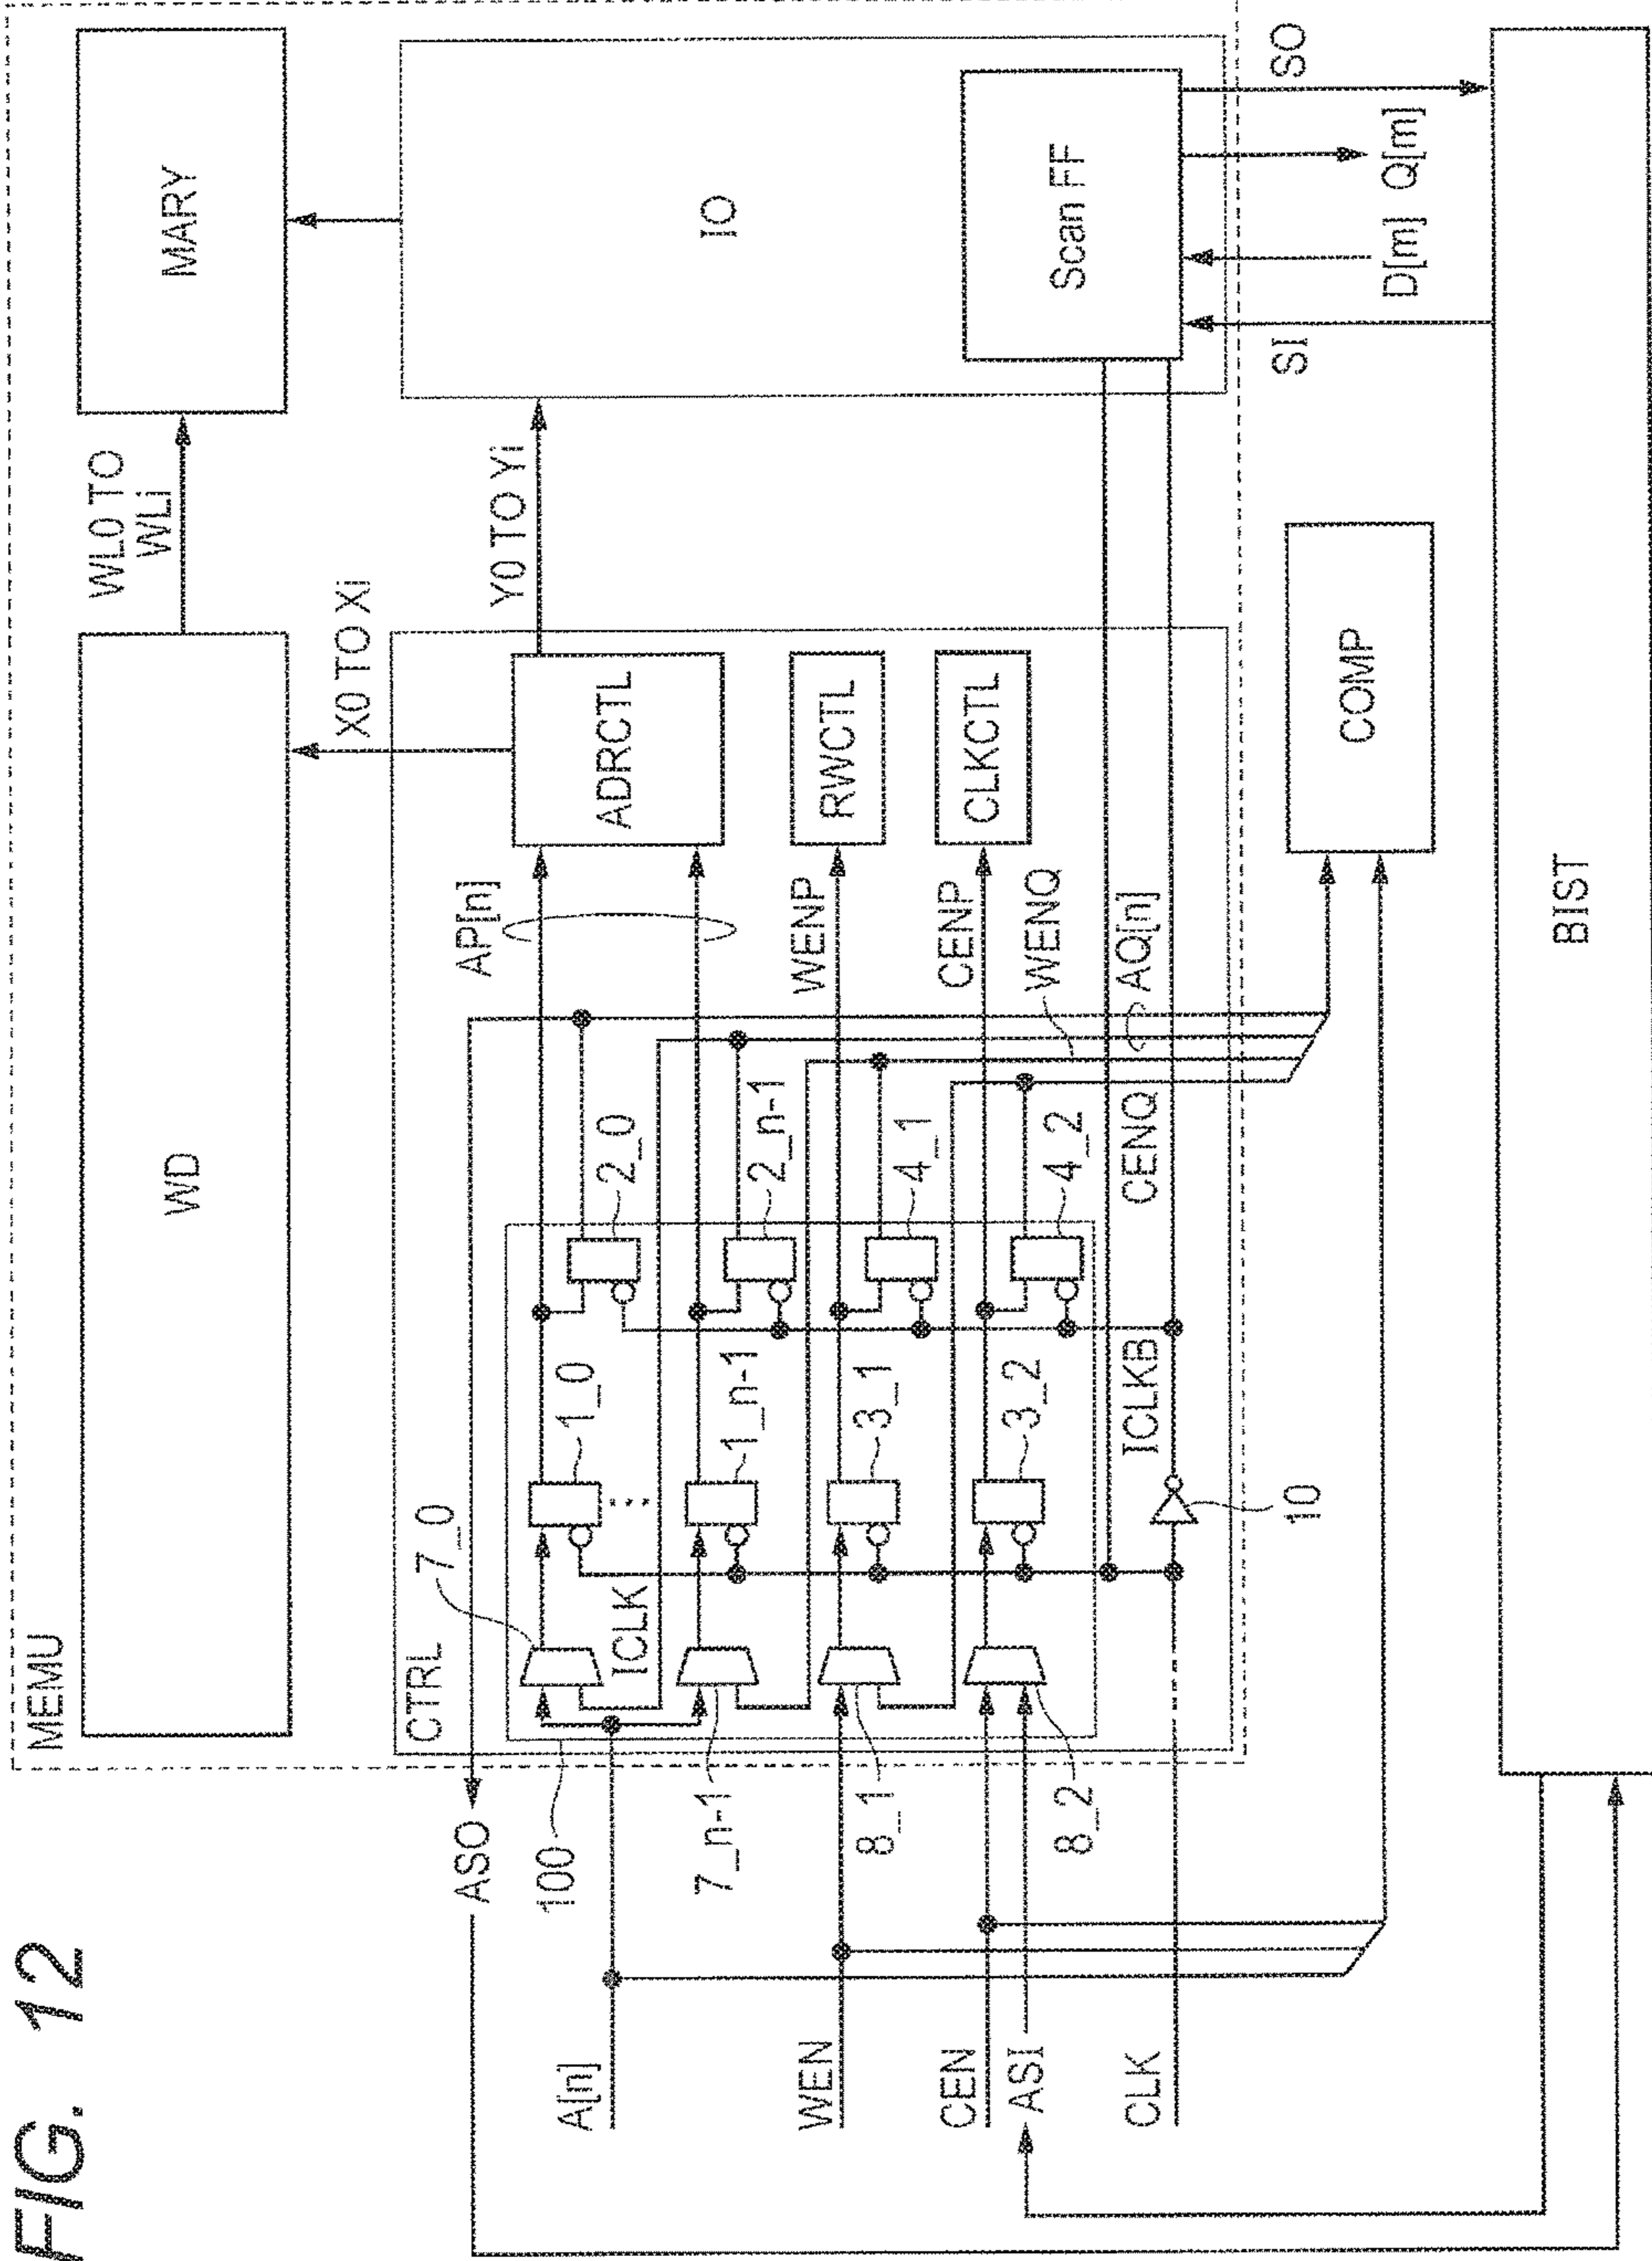 FIG. 12
MEMU
WD
WL0 TO
WLj
MARY
X0 TO Xi
CTRL
7_0
ASO
100
ICLK
1_0
2_0
AP[n]
ADRCTL
Y0 TO Yi
IO
A[n]
7_n-1
1_n-1
2_n-1
WENP
RWCTL
WEN
8_1
3_1
4_1
CENP
CLKCTL
Scan FF
CEN
ASI
8_2
3_2
4_2
WENQ
AQ[n]
CENQ
ICLKB
CLK
10
SI
SO
D[m]
Q[m]
COMP
BIST